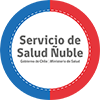 Servicio de
Salud Ñuble
Gobierno de Chile - Ministerio de Salud